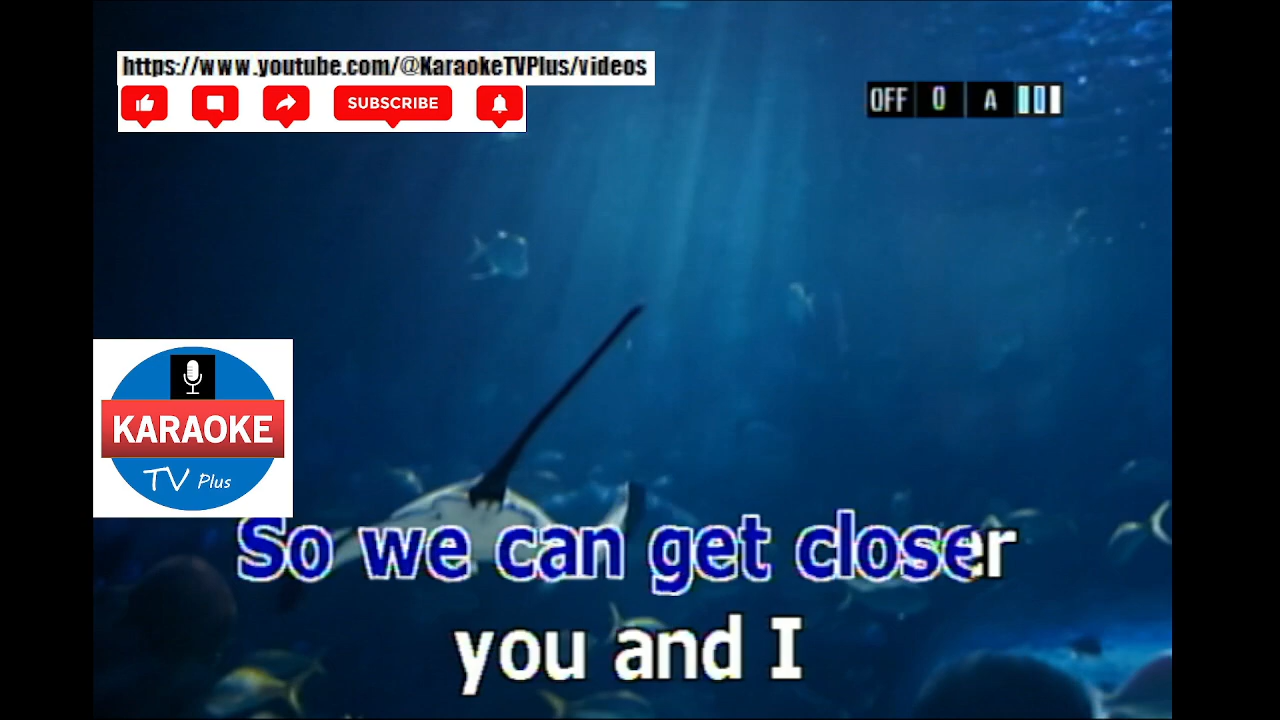 https://www.youtube.com/@KaraokeTVPlus/videos
SUBSCRIBE
OFF 0 A
KARAOKE
TV Plus
So we can get closer
you and I